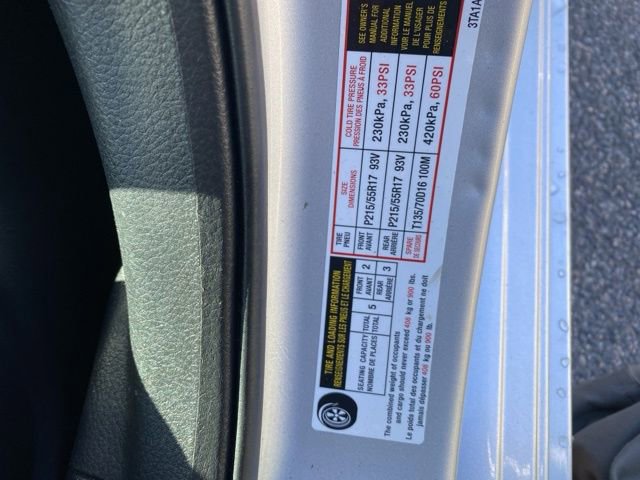 TIRE AND LOADING INFORMATION
RENSEIGNEMENTS SUR LES PNEUS ET LE CHARGEMENT
SEATING CAPACITY TOTAL 5 FRONT AVANT 2 REAR ARRIÈRE 3
NOMBRE DE PLACES TOTAL
The combined weight of occupants
and cargo should never exceed 408 kg or 900 lbs.
Le poids total des occupants et du chargement ne doit
jamais dépasser 408 kg ou 900 lb.
TIRE SIZE COLD TIRE PRESSURE
PNEU DIMENSIONS PRESSION DES PNEUS À FROID
FRONT AVANT P215/55R17 93V 230kPa, 33PSI
REAR ARRIÈRE P215/55R17 93V 230kPa, 33PSI
SPARE DE SECOURS T135/70D16 100M 420kPa, 60PSI
SEE OWNER'S
MANUAL FOR
ADDITIONAL
INFORMATION
VOIR LE MANUEL
DE L'USAGER
POUR PLUS DE
RENSEIGNEMENTS
3TA1A